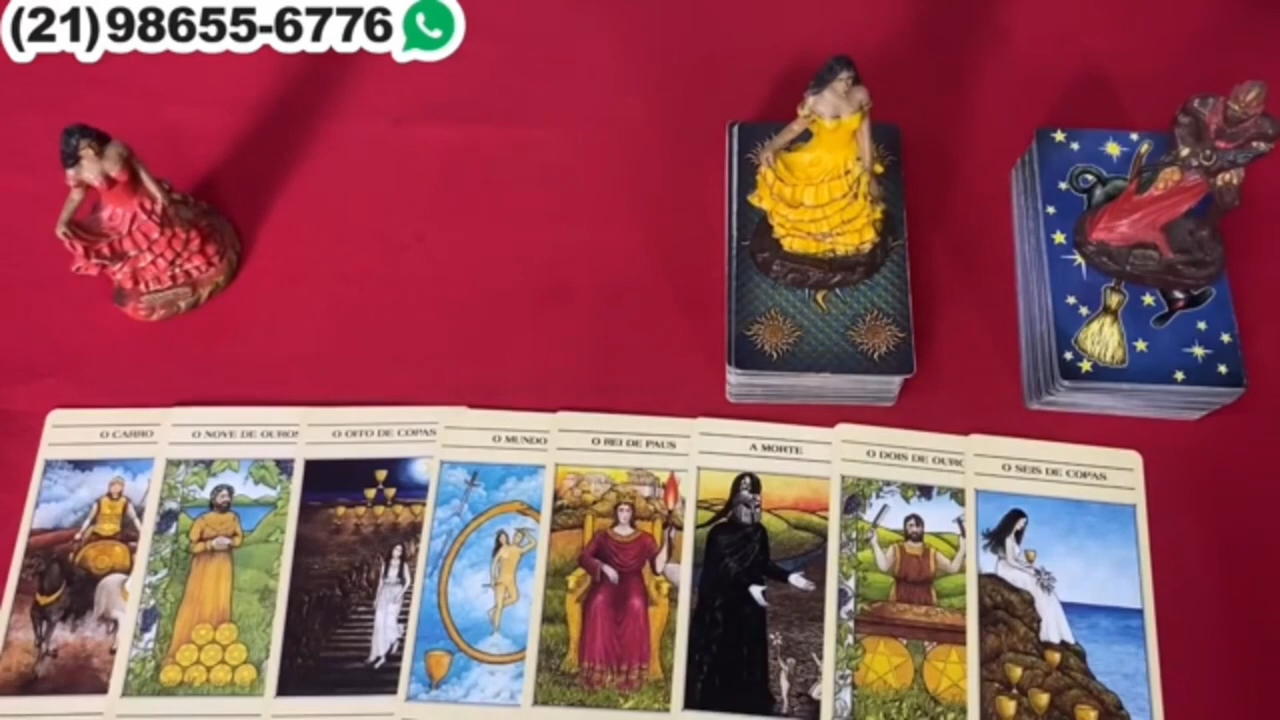 (21)98655-6776
O CARRO
O NOVE DE OUROS
O OITO DE COPAS
O MUNDO
O REI DE PAUS
A MORTE
O DOIS DE OURO
O SEIS DE COPAS